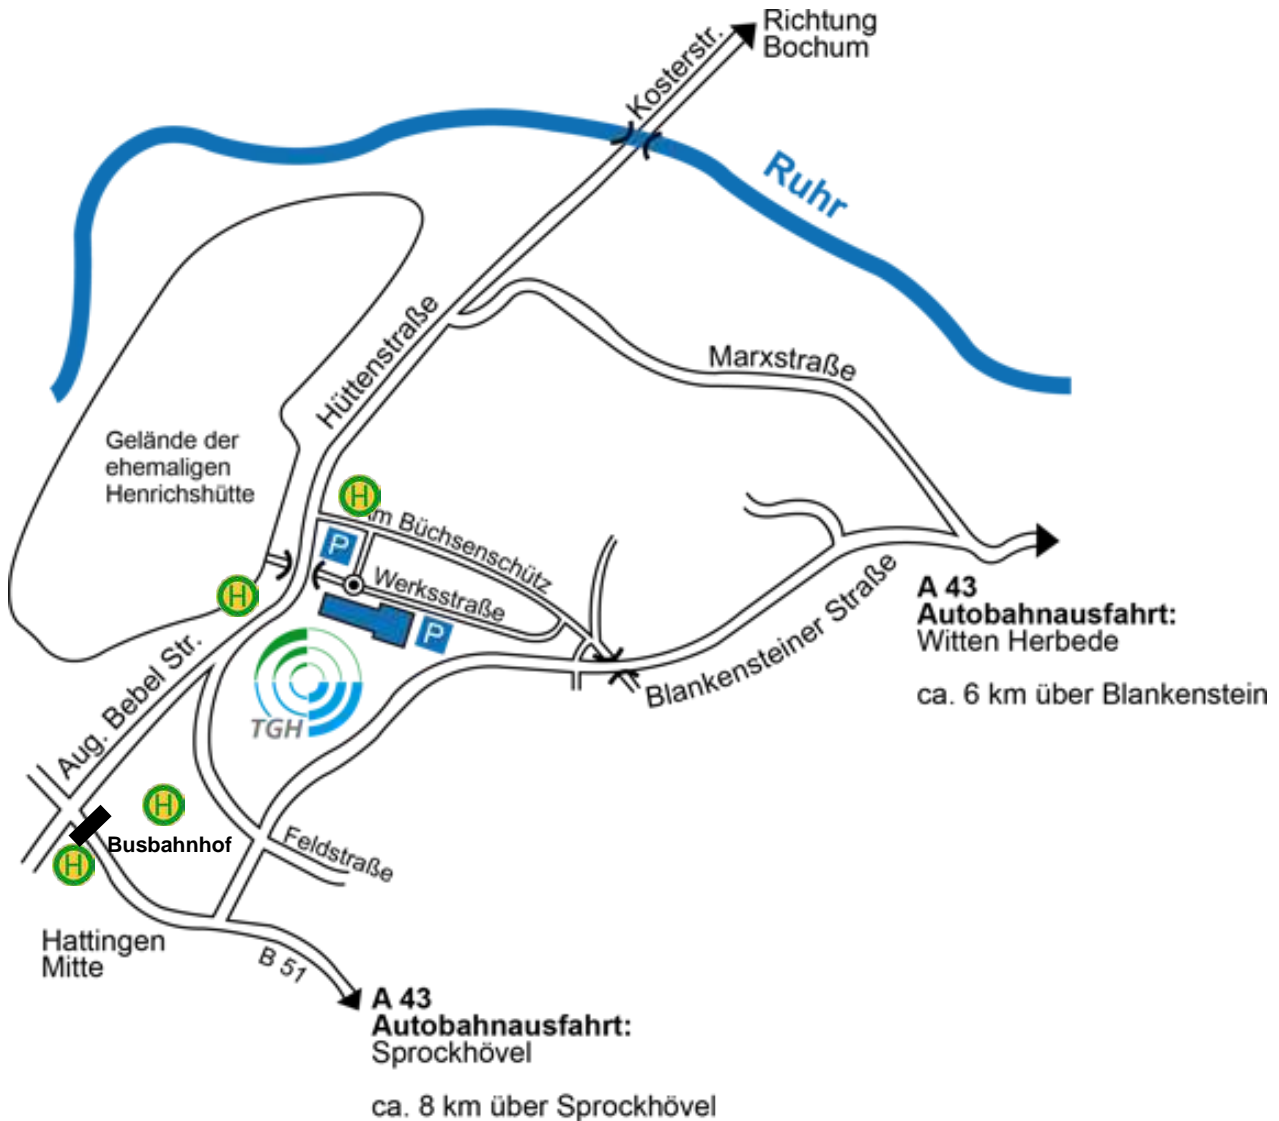 Richtung
Bochum
Kosterstr.
Ruhr
Hüttenstraße
Marxstraße
Gelände der
ehemaligen
Henrichshütte
H
Am Büchsenschütz
P
Werksstraße
H
P
Blankensteiner Straße
A 43
Autobahnausfahrt:
Witten Herbede
ca. 6 km über Blankenstein
Aug. Bebel Str.
TGH
H
Busbahnhof
H
Feldstraße
Hattingen
Mitte
B 51
A 43
Autobahnausfahrt:
Sprockhövel
ca. 8 km über Sprockhövel